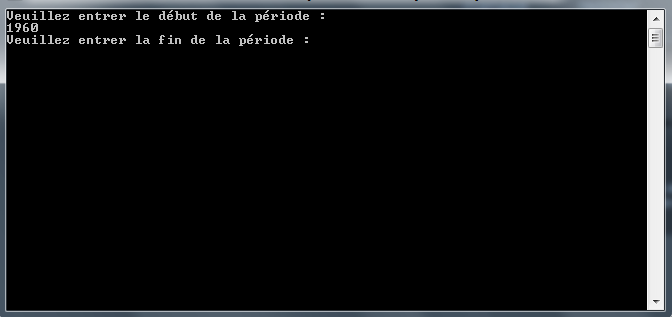 Veuillez entrer le début de la période :
1960
Veuillez entrer la fin de la période :